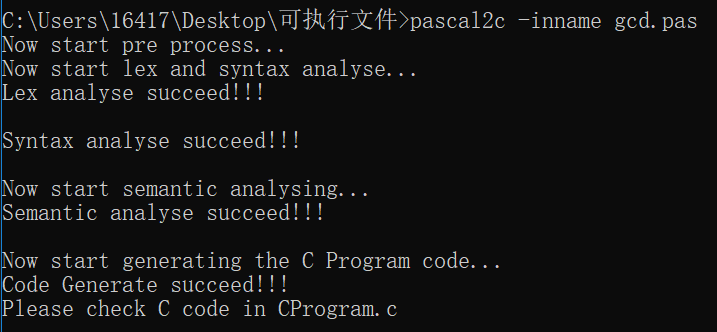 C:\Users\16417\Desktop\可执行文件>pascal2c -inname gcd.pas
Now start pre process...
Now start lex and syntax analyse...
Lex analyse succeed!!!
Syntax analyse succeed!!!
Now start semantic analysing...
Semantic analyse succeed!!!
Now start generating the C Program code...
Code Generate succeed!!!
Please check C code in CProgram.c